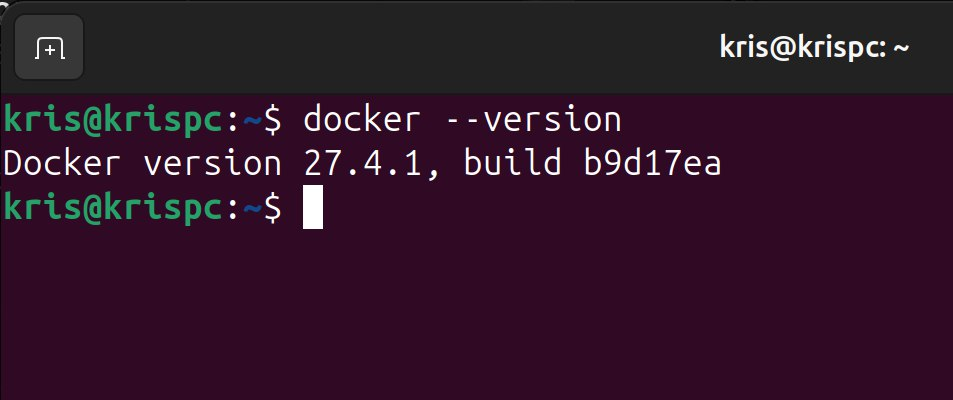 kris@krispc: ~
kris@krispc:~$ docker --version
Docker version 27.4.1, build b9d17ea
kris@krispc:~$